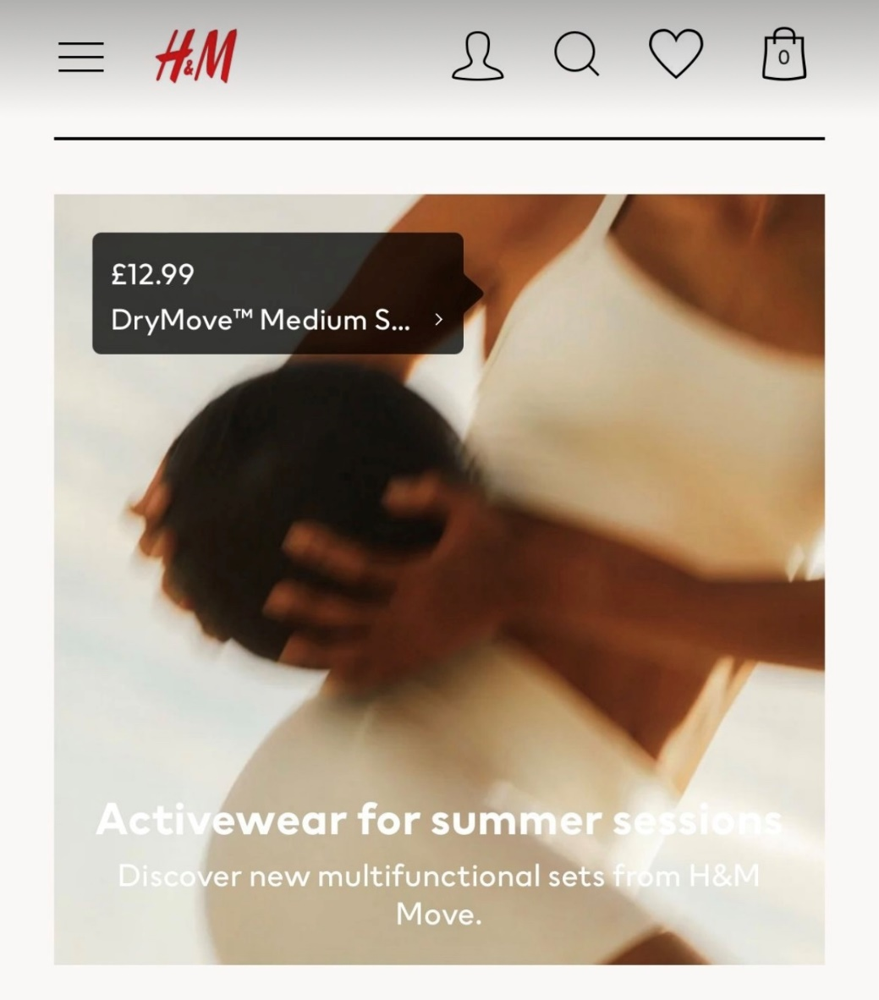 H&M
0
£12.99
DryMove™ Medium S...
Activewear for summer sessions
Discover new multifunctional sets from H&M
Move.